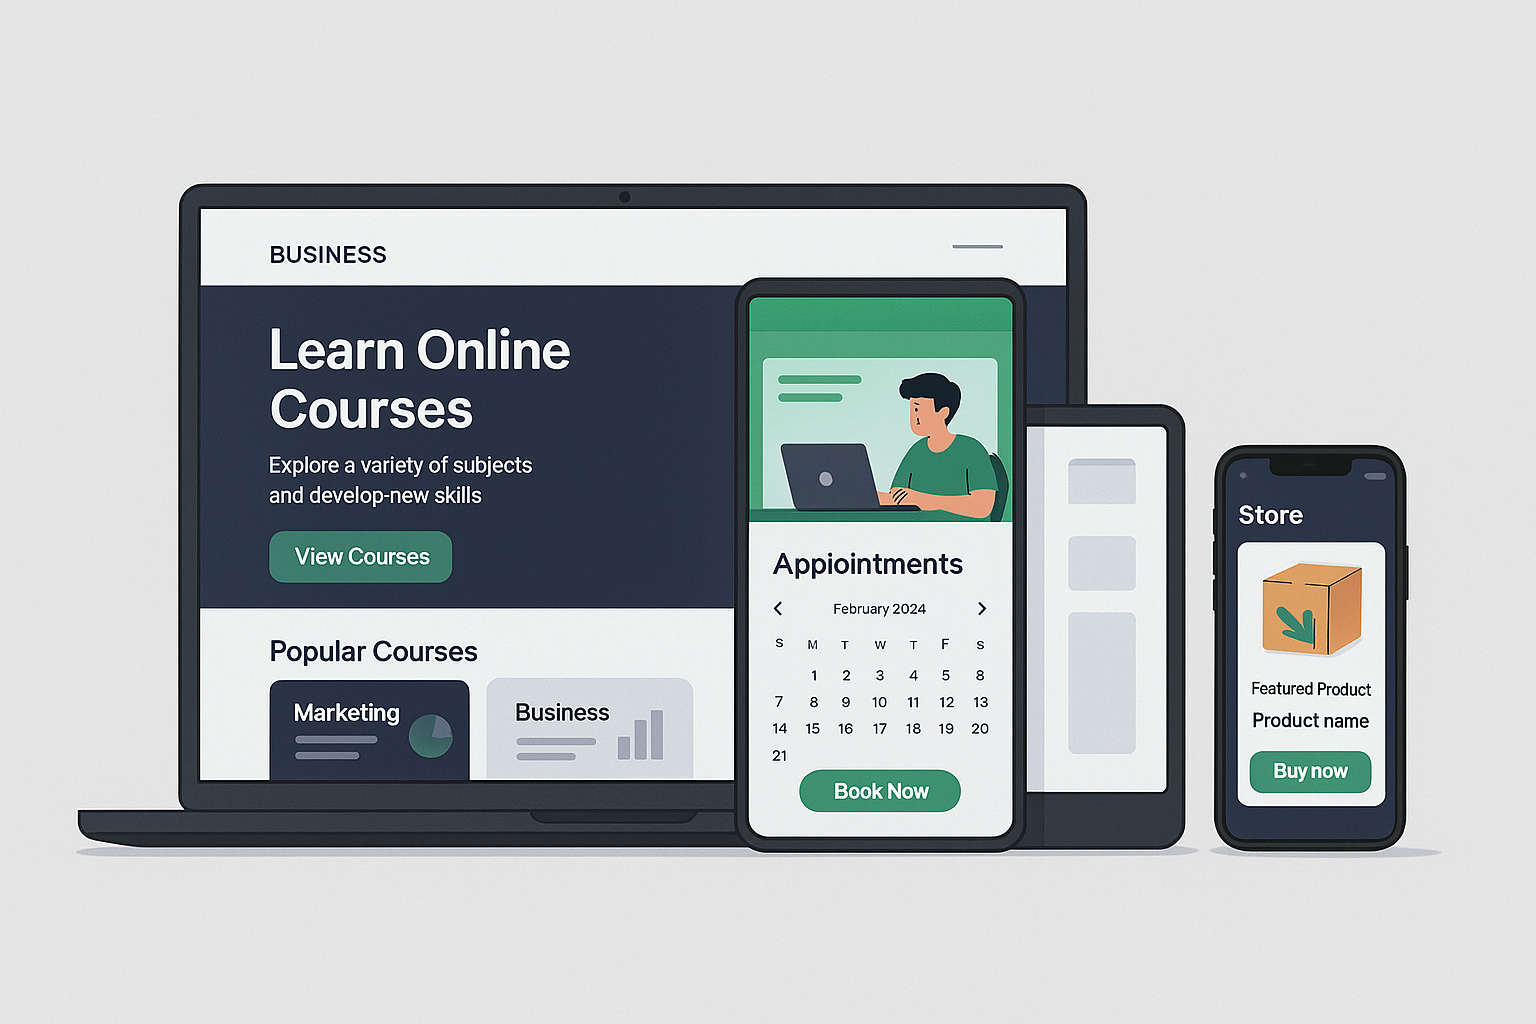 BUSINESS
Learn Online
Courses
Explore a variety of subjects
and develop-new skills
View Courses
Popular Courses
Marketing
Business
Appiointments
February 2024
S M T W T F S
1 2 3 4 5 8
7 8 9 10 11 12 13
14 15 16 17 18 19 20
21
Book Now
Store
Featured Product
Product name
Buy now